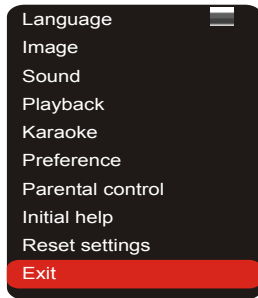 Language
Image
Sound
Playback
Karaoke
Preference
Parental control
Initial help
Reset settings
Exit